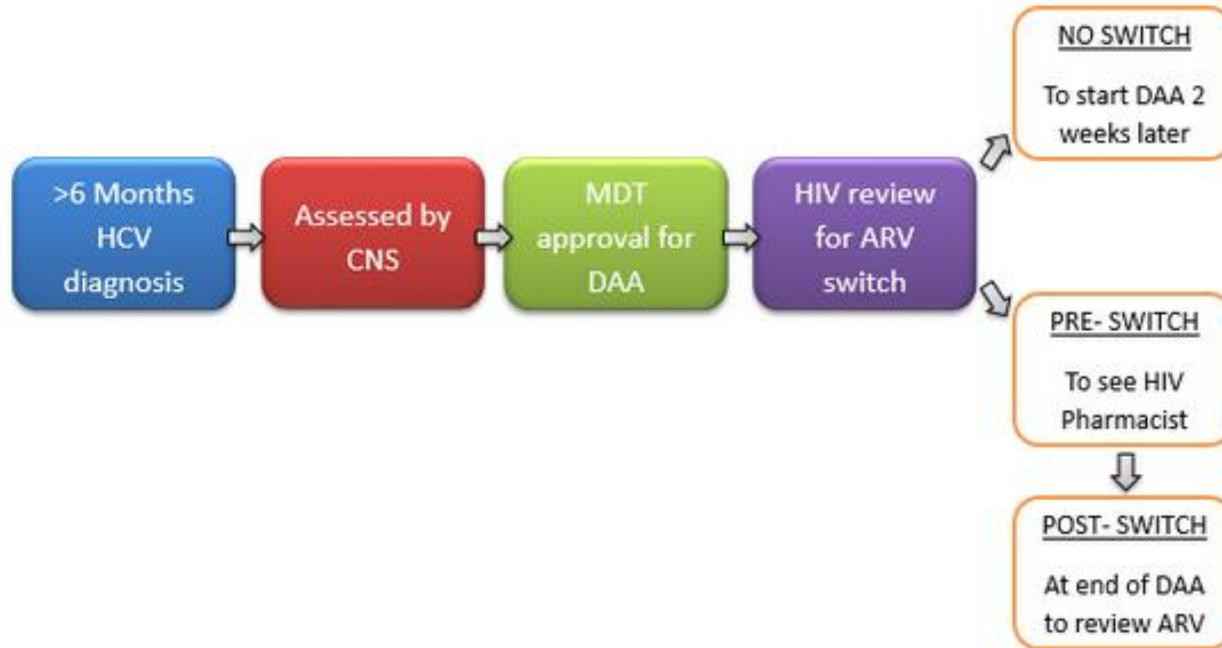 >6 Months
HCV
diagnosis
Assessed by
CNS
MDT
approval for
DAA
HIV review
for ARV
switch
NO SWITCH
To start DAA 2
weeks later
PRE- SWITCH
To see HIV
Pharmacist
POST- SWITCH
At end of DAA
to review ARV